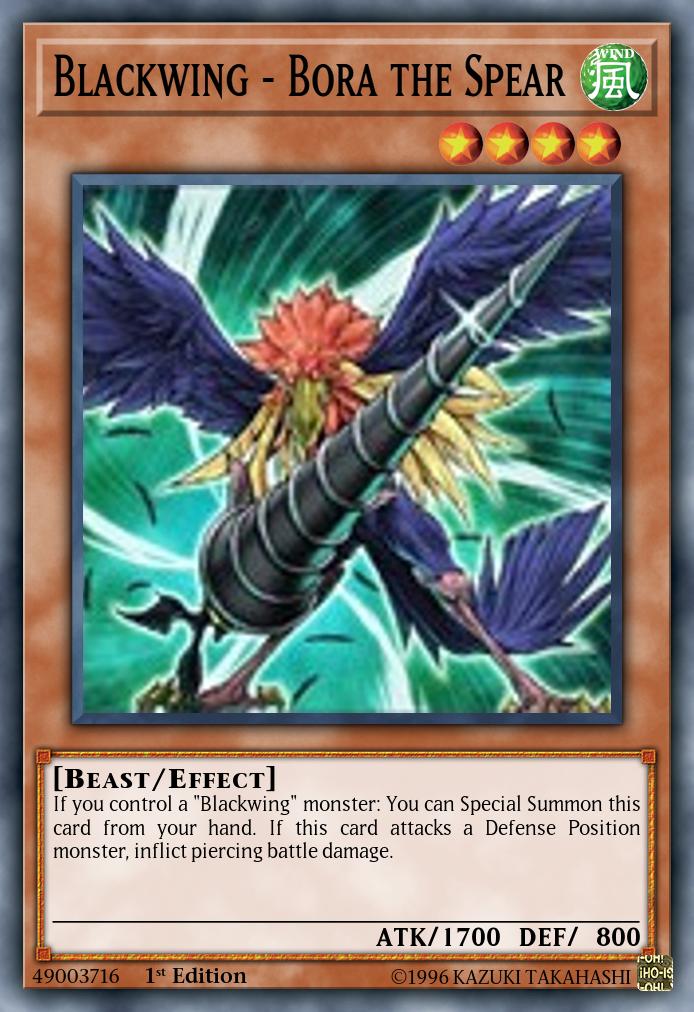 Blackwing - Bora the Spear
WIND
風
[Beast/Effect]
If you control a "Blackwing" monster: You can Special Summon this
card from your hand. If this card attacks a Defense Position
monster, inflict piercing battle damage.
ATK/1700 DEF/ 800
49003716 1st Edition ©1996 KAZUKI TAKAHASHI